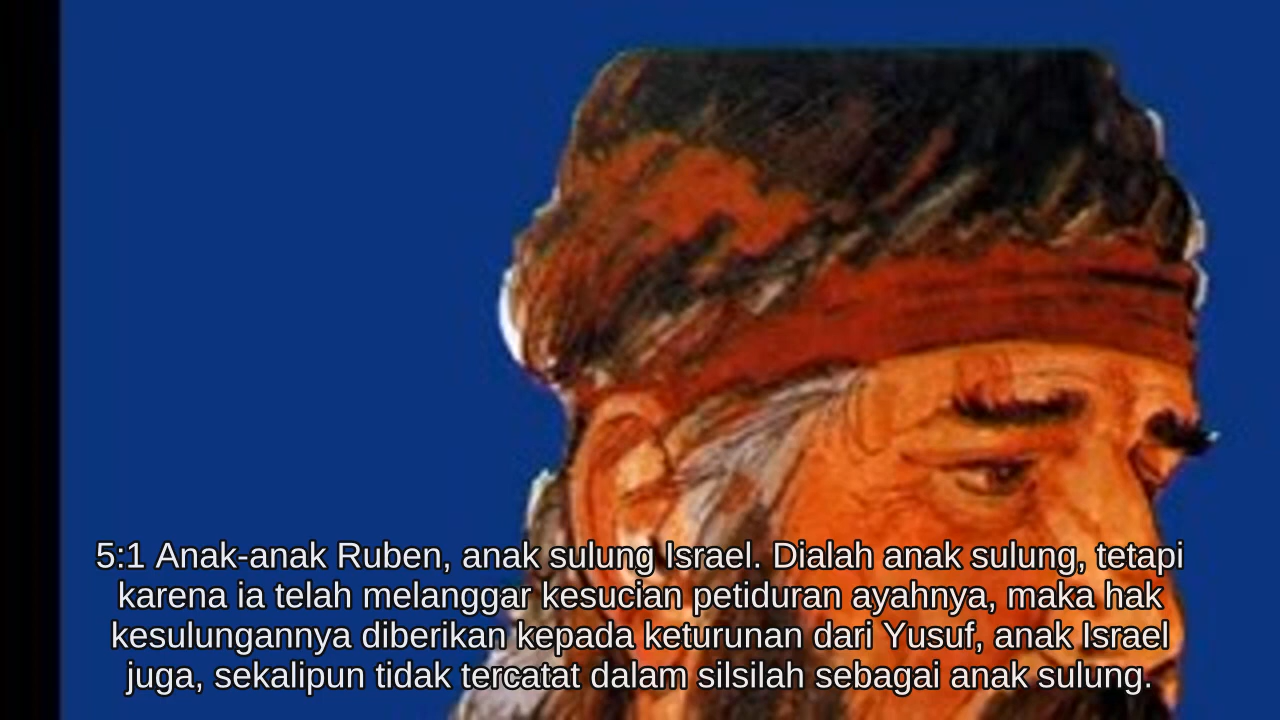 5:1 Anak-anak Ruben, anak sulung Israel. Dialah anak sulung, tetapi
karena ia telah melanggar kesucian petiduran ayahnya, maka hak
kesulungannya diberikan kepada keturunan dari Yusuf, anak Israel
juga, sekalipun tidak tercatat dalam silsilah sebagai anak sulung.